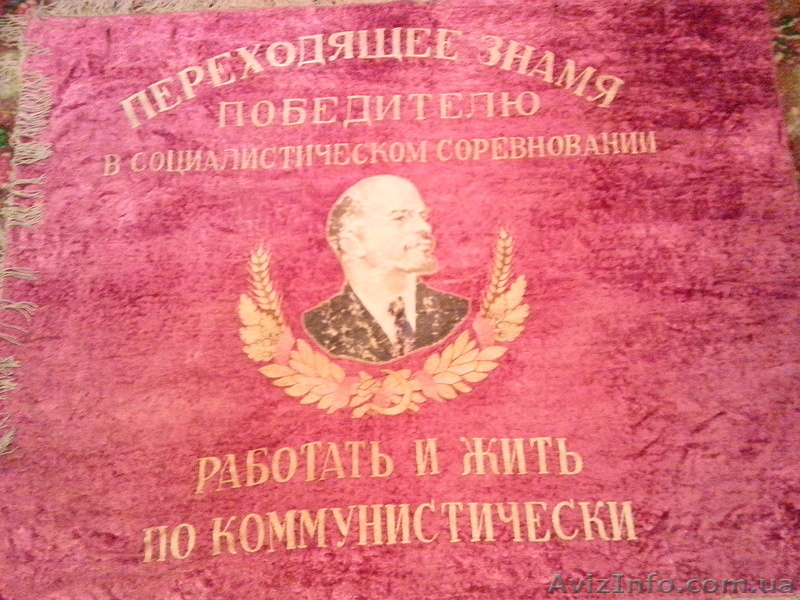 ПЕРЕХОДЯЩЕЕ ЗНАМЯ
ПОБЕДИТЕЛЮ
В СОЦИАЛИСТИЧЕСКОМ СОРЕВНОВАНИИ
РАБОТАТЬ И ЖИТЬ
ПО КОММУНИСТИЧЕСКИ
AvizInfo.com.ua